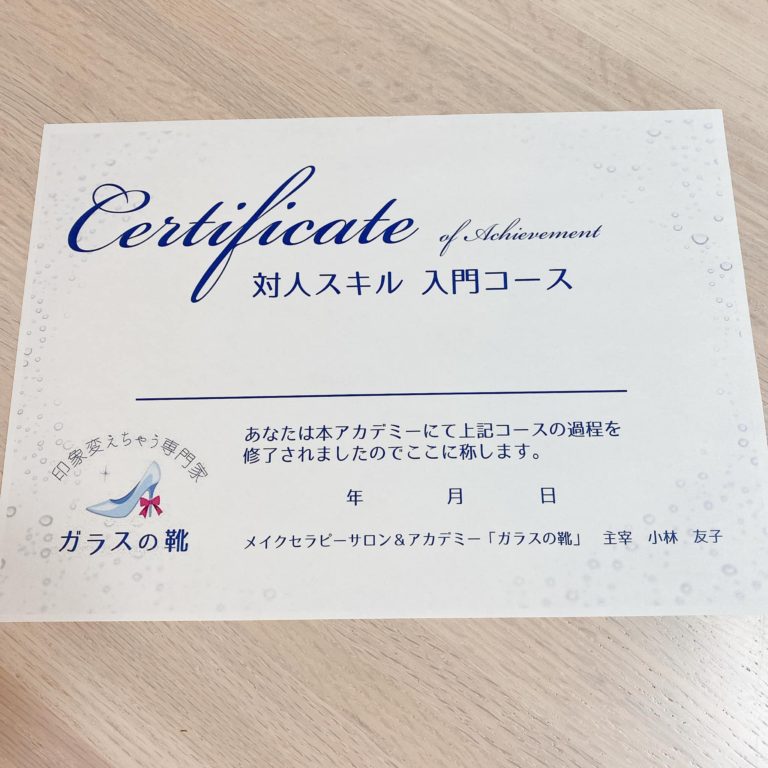 Certificate of Achievement
対人スキル 入門コース
あなたは本アカデミーにて上記コースの過程を
修了されましたのでここに称します。
年 月 日
印象変えちゃう専門家
ガラスの靴
メイクセラピーサロン&アカデミー「ガラスの靴」 主宰 小林 友子